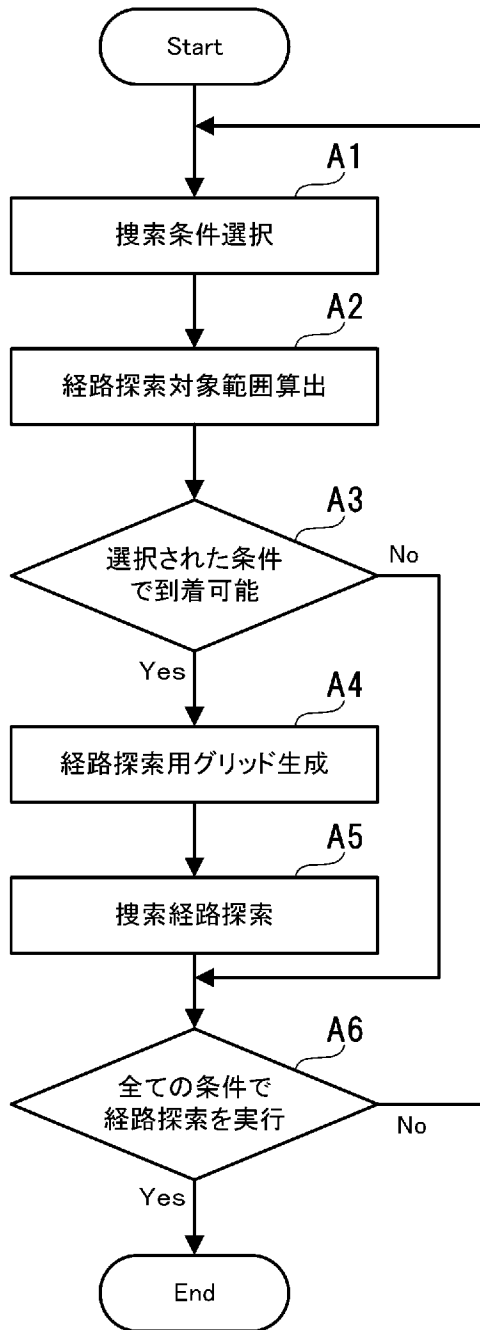 Start
A1
捜索条件選択
A2
経路探索対象範囲算出
A3
選択された条件
で到着可能
No
Yes
A4
経路探索用グリッド生成
A5
捜索経路探索
A6
全ての条件で
経路探索を実行
No
Yes
End